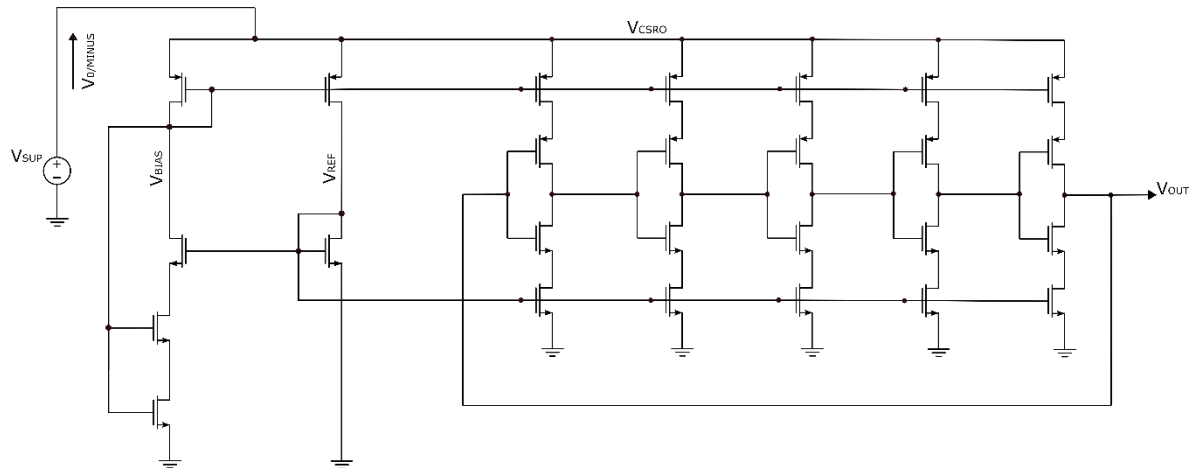 VCSRO
VD/MINUS
VSUP
+
-
VBIAS
VREF
VOUT